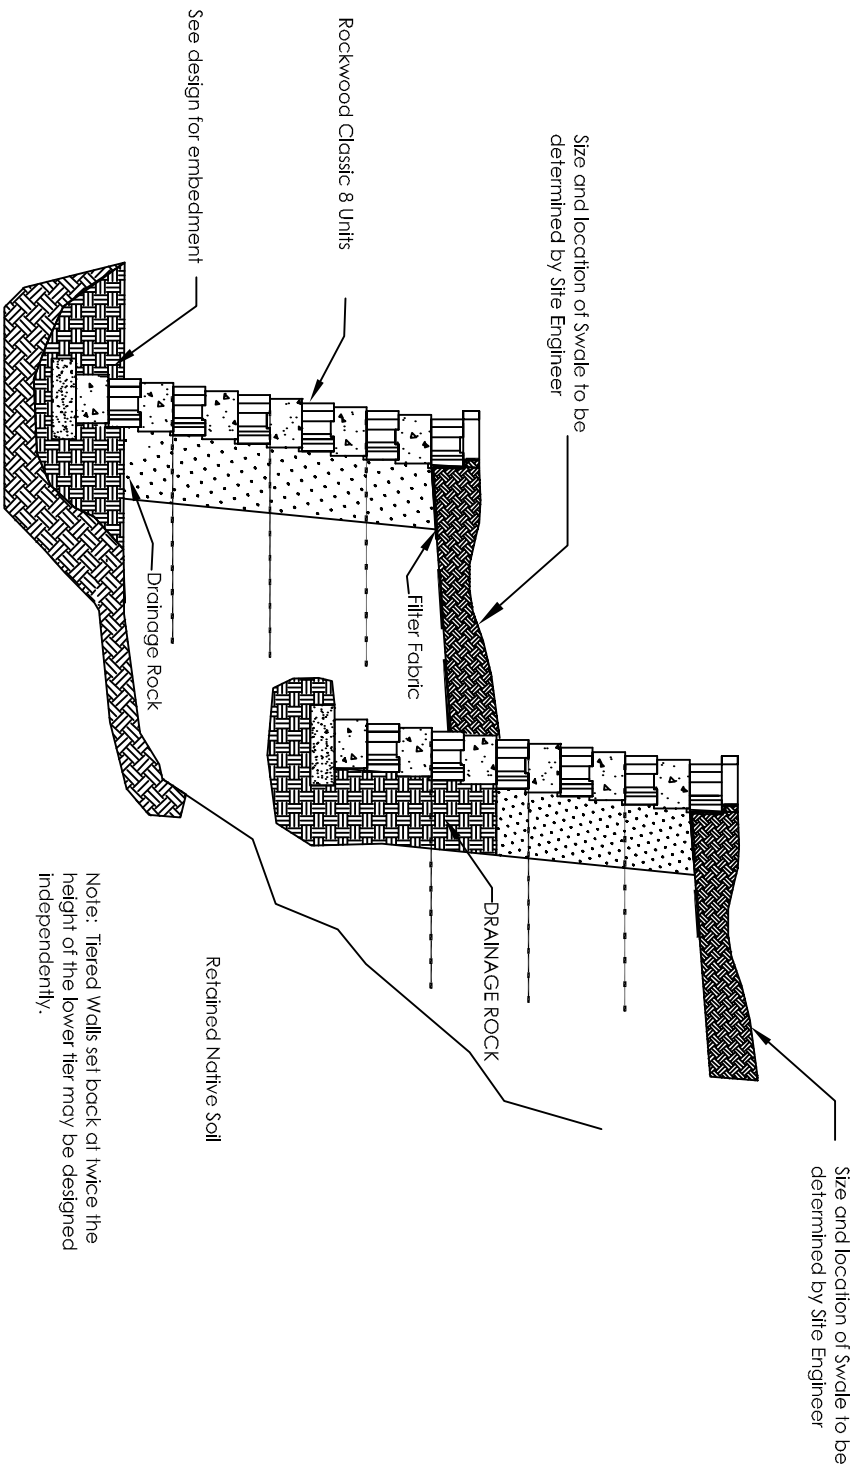 Size and location of Swale to be
determined by Site Engineer
Size and location of Swale to be
determined by Site Engineer
Rockwood Classic 8 Units
Filter Fabric
DRAINAGE ROCK
See design for embedment
Drainage Rock
Retained Native Soil
Note: Tiered Walls set back at twice the
height of the lower tier may be designed
independently.